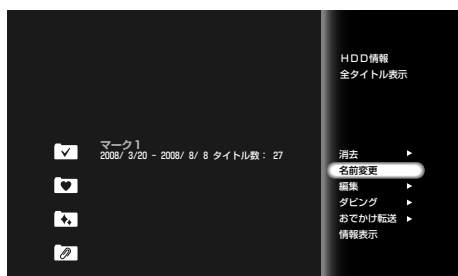 マーク1
2008/ 3/20 - 2008/ 8/ 8 タイトル数： 27
HDD情報
全タイトル表示
消去
名前変更
編集
ダビング
おでかけ転送
情報表示